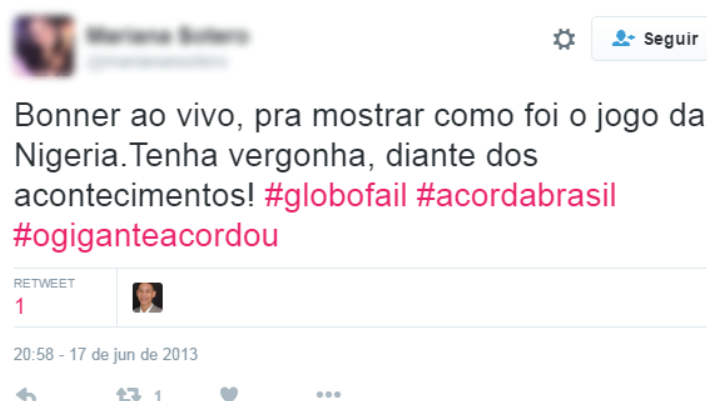 Seguir
Bonner ao vivo, pra mostrar como foi o jogo da
Nigeria.Tenha vergonha, diante dos
acontecimentos! #globofail #acordabrasil
#ogiganteacordou
RETWEET
1
20:58 - 17 de jun de 2013
1